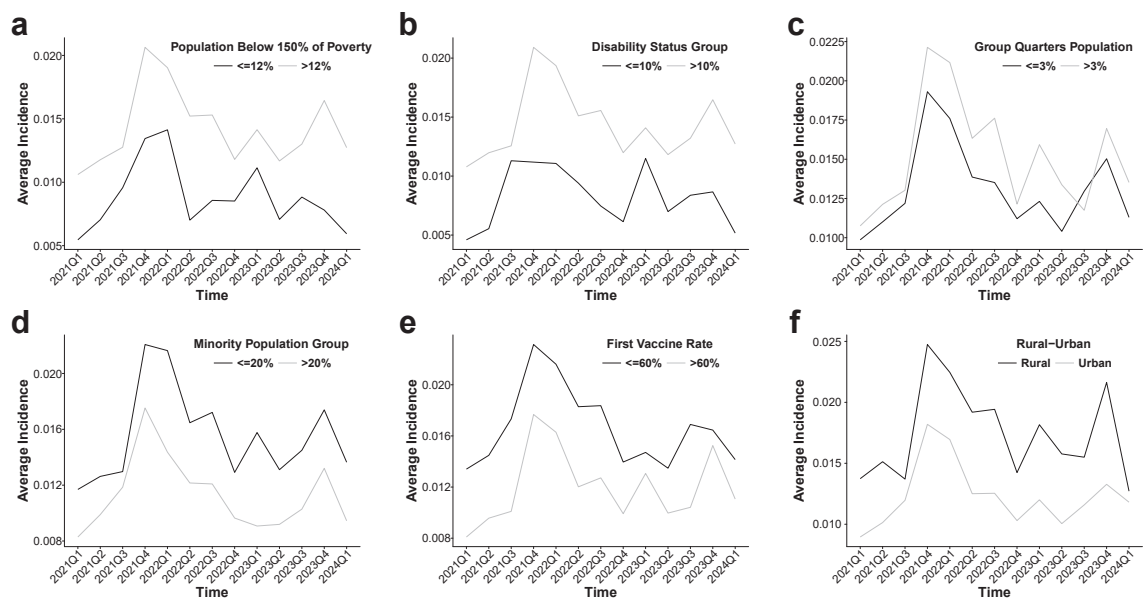 a
Population Below 150% of Poverty
<=12% >12%
Average Incidence
0.020
0.015
0.010
0.005
2021Q1 2021Q2 2021Q3 2021Q4 2022Q1 2022Q2 2022Q3 2022Q4 2023Q1 2023Q2 2023Q3 2023Q4 2024Q1
Time
b
Disability Status Group
<=10% >10%
Average Incidence
0.020
0.015
0.010
0.005
2021Q1 2021Q2 2021Q3 2021Q4 2022Q1 2022Q2 2022Q3 2022Q4 2023Q1 2023Q2 2023Q3 2023Q4 2024Q1
Time
c
Group Quarters Population
<=3% >3%
Average Incidence
0.0225
0.0200
0.0175
0.0150
0.0125
0.0100
2021Q1 2021Q2 2021Q3 2021Q4 2022Q1 2022Q2 2022Q3 2022Q4 2023Q1 2023Q2 2023Q3 2023Q4 2024Q1
Time
d
Minority Population Group
<=20% >20%
Average Incidence
0.020
0.016
0.012
0.008
2021Q1 2021Q2 2021Q3 2021Q4 2022Q1 2022Q2 2022Q3 2022Q4 2023Q1 2023Q2 2023Q3 2023Q4 2024Q1
Time
e
First Vaccine Rate
<=60% >60%
Average Incidence
0.020
0.016
0.012
0.008
2021Q1 2021Q2 2021Q3 2021Q4 2022Q1 2022Q2 2022Q3 2022Q4 2023Q1 2023Q2 2023Q3 2023Q4 2024Q1
Time
f
Rural−Urban
Rural Urban
Average Incidence
0.025
0.020
0.015
0.010
2021Q1 2021Q2 2021Q3 2021Q4 2022Q1 2022Q2 2022Q3 2022Q4 2023Q1 2023Q2 2023Q3 2023Q4 2024Q1
Time